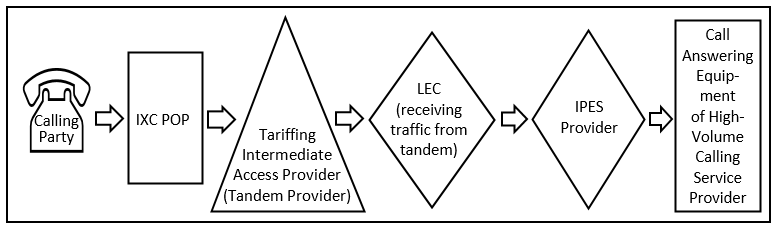 Calling
Party
IXC POP
Tariffing
Intermediate
Access Provider
(Tandem Provider)
LEC
(receiving
traffic from
tandem)
IPES
Provider
Call
Answering
Equip-
ment
of High-
Volume
Calling
Service
Provider